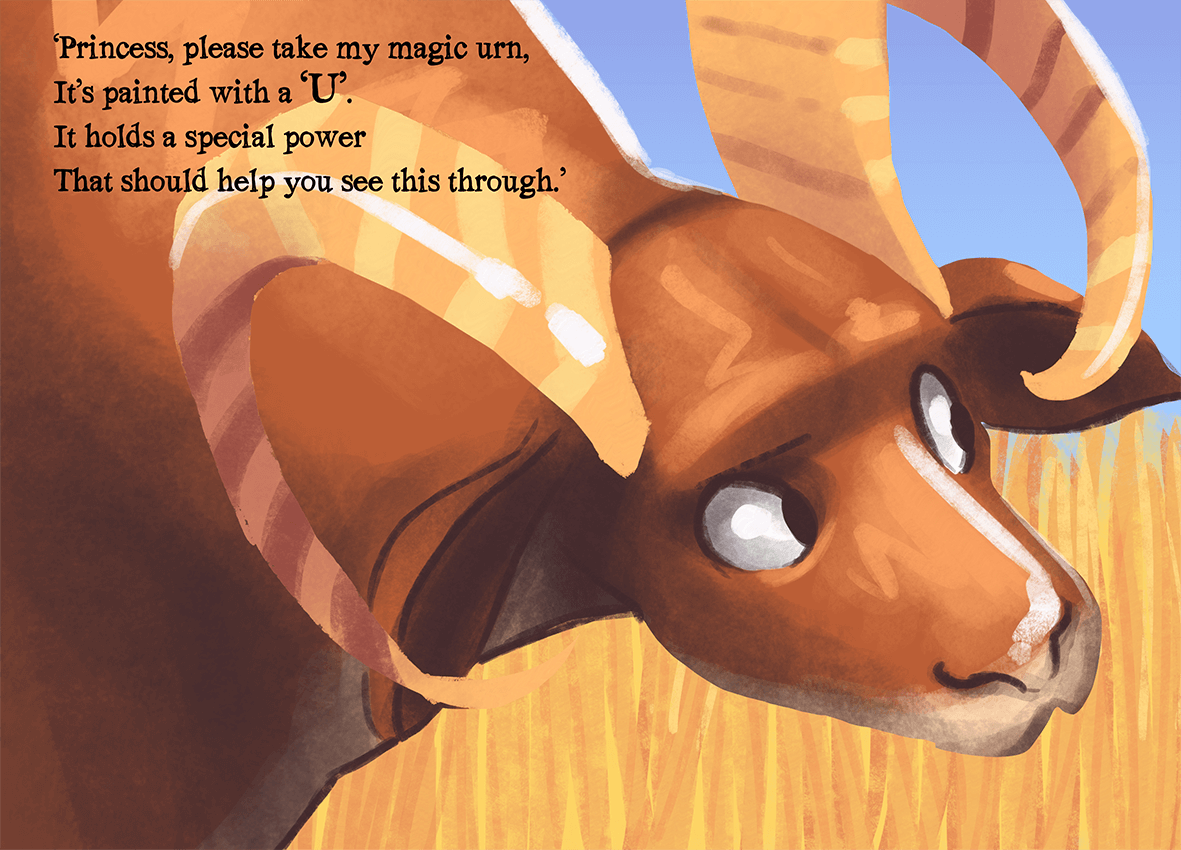 ‘Princess, please take my magic urn,
It’s painted with a ‘U’.
It holds a special power
That should help you see this through.’